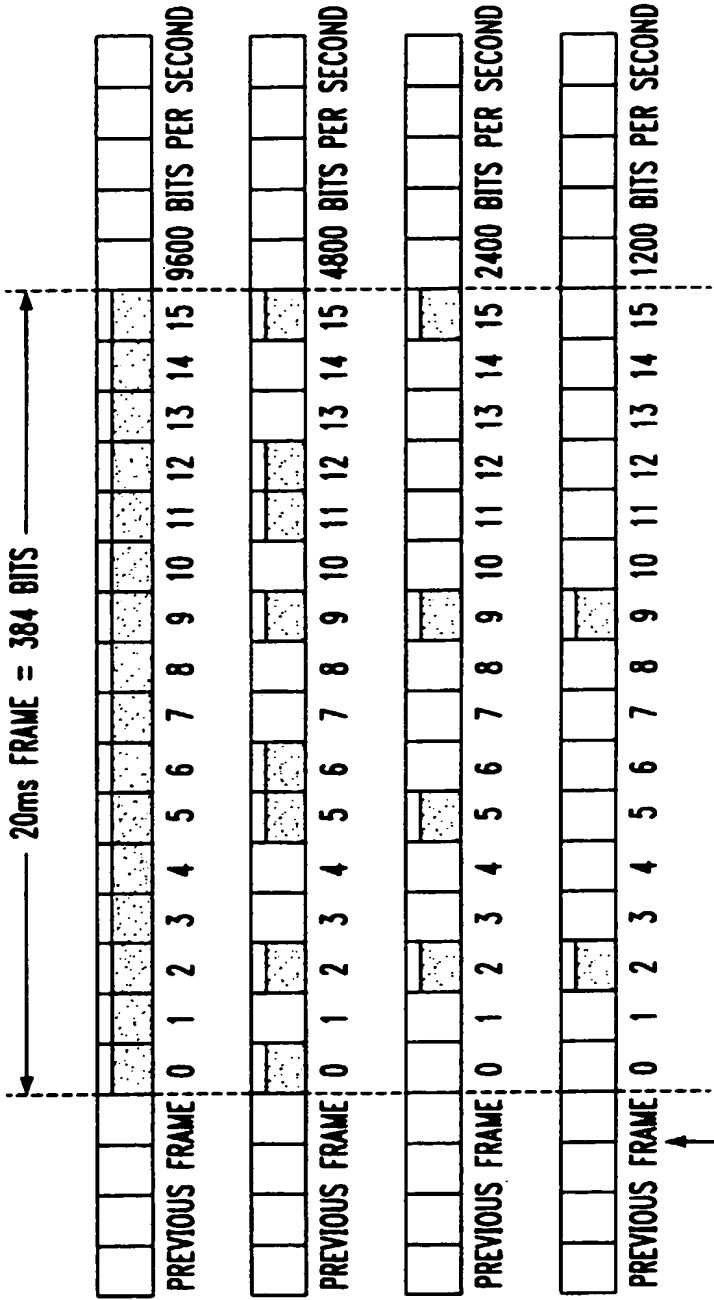 20ms FRAME = 384 BITS
PREVIOUS FRAME 0 1 2 3 4 5 6 7 8 9 10 11 12 13 14 15 9600 BITS PER SECOND
PREVIOUS FRAME 0 1 2 3 4 5 6 7 8 9 10 11 12 13 14 15 4800 BITS PER SECOND
PREVIOUS FRAME 0 1 2 3 4 5 6 7 8 9 10 11 12 13 14 15 2400 BITS PER SECOND
PREVIOUS FRAME 0 1 2 3 4 5 6 7 8 9 10 11 12 13 14 15 1200 BITS PER SECOND